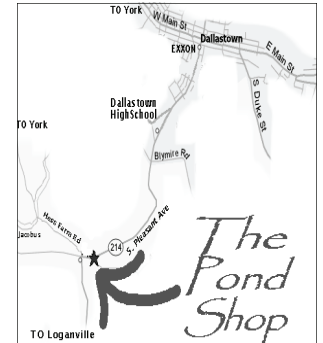 TO York
W Main St
Dallastown
EXXON
E Main St
S Duke St
Dallastown
HighSchool
TO York
Blymire Rd
Hess Farm Rd
S. Pleasant Ave
Jacobus
214
The
Pond
Shop
TO Loganville